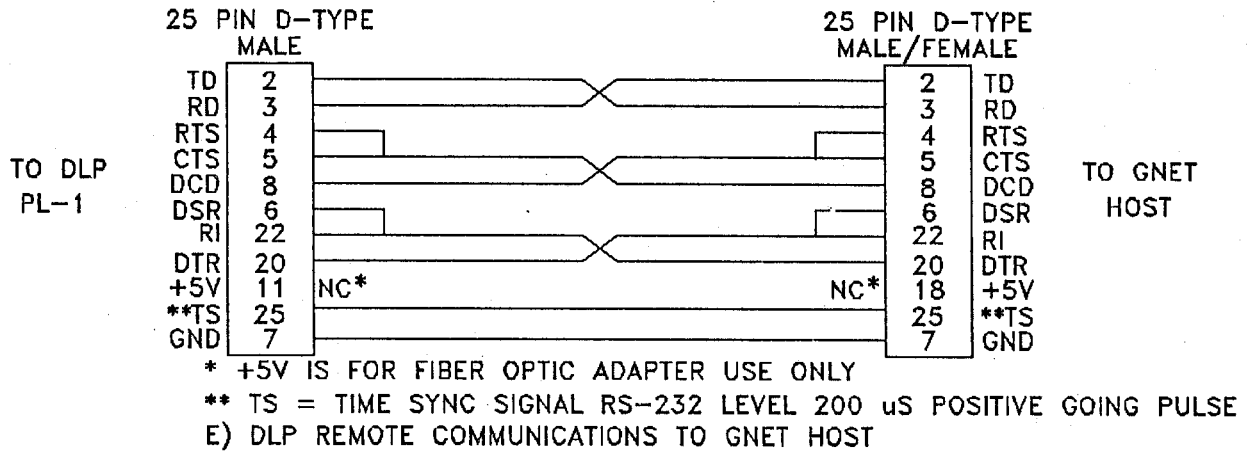 25 PIN D-TYPE 25 PIN D-TYPE
MALE MALE/FEMALE
TD 2 2 TD
RD 3 3 RD
RTS 4 4 RTS
CTS 5 5 CTS
DCD 8 8 DCD
DSR 6 6 DSR
RI 22 22 RI
DTR 20 20 DTR
+5V 11 NC* NC* 18 +5V
**TS 25 25 **TS
GND 7 7 GND
TO DLP
PL-1
TO GNET
HOST
* +5V IS FOR FIBER OPTIC ADAPTER USE ONLY
** TS = TIME SYNC SIGNAL RS-232 LEVEL 200 uS POSITIVE GOING PULSE
E) DLP REMOTE COMMUNICATIONS TO GNET HOST